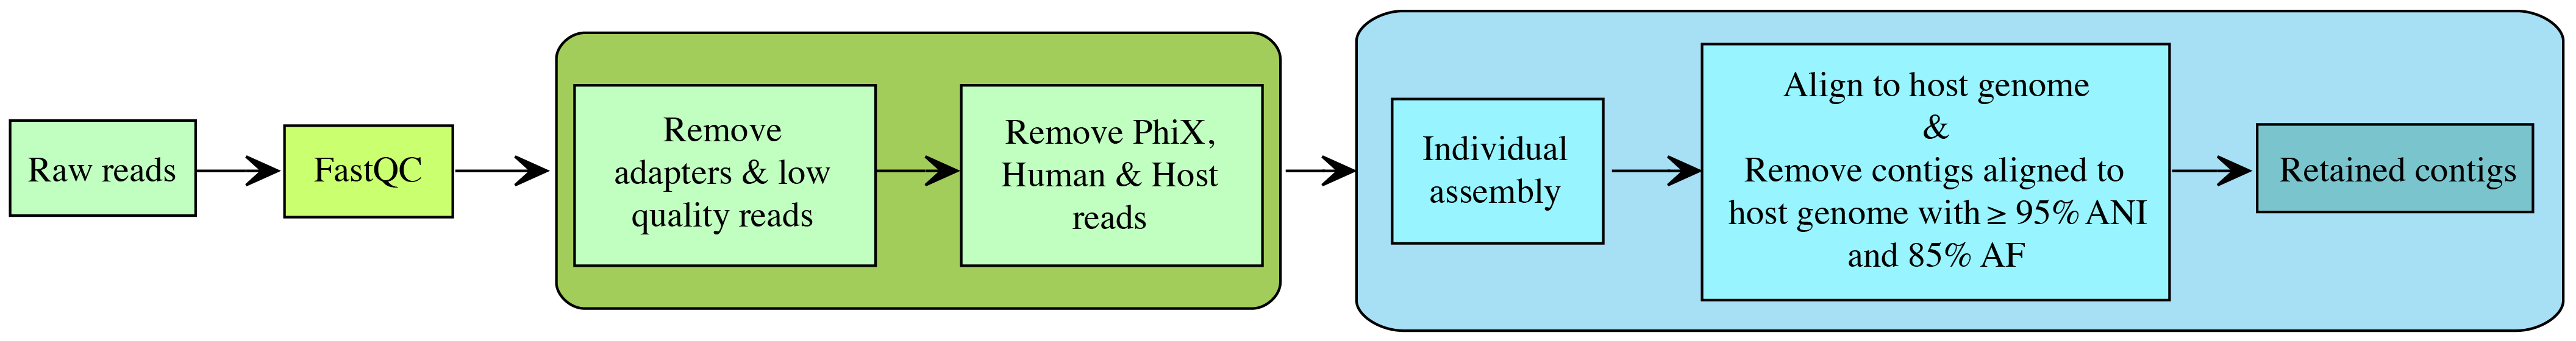 Raw reads
FastQC
Remove
adapters & low
quality reads
Remove PhiX,
Human & Host
reads
Individual
assembly
Align to host genome
&
Remove contigs aligned to
host genome with ≥ 95% ANI
and 85% AF
Retained contigs